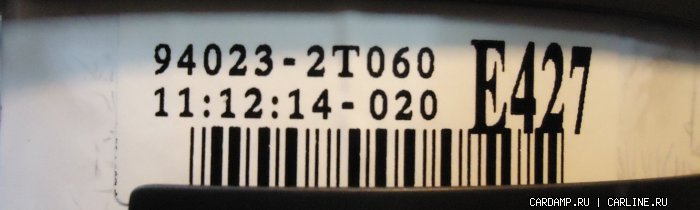 94023-2T060
11:12:14-020
E427
CARDAMP.RU | CARLINE.RU